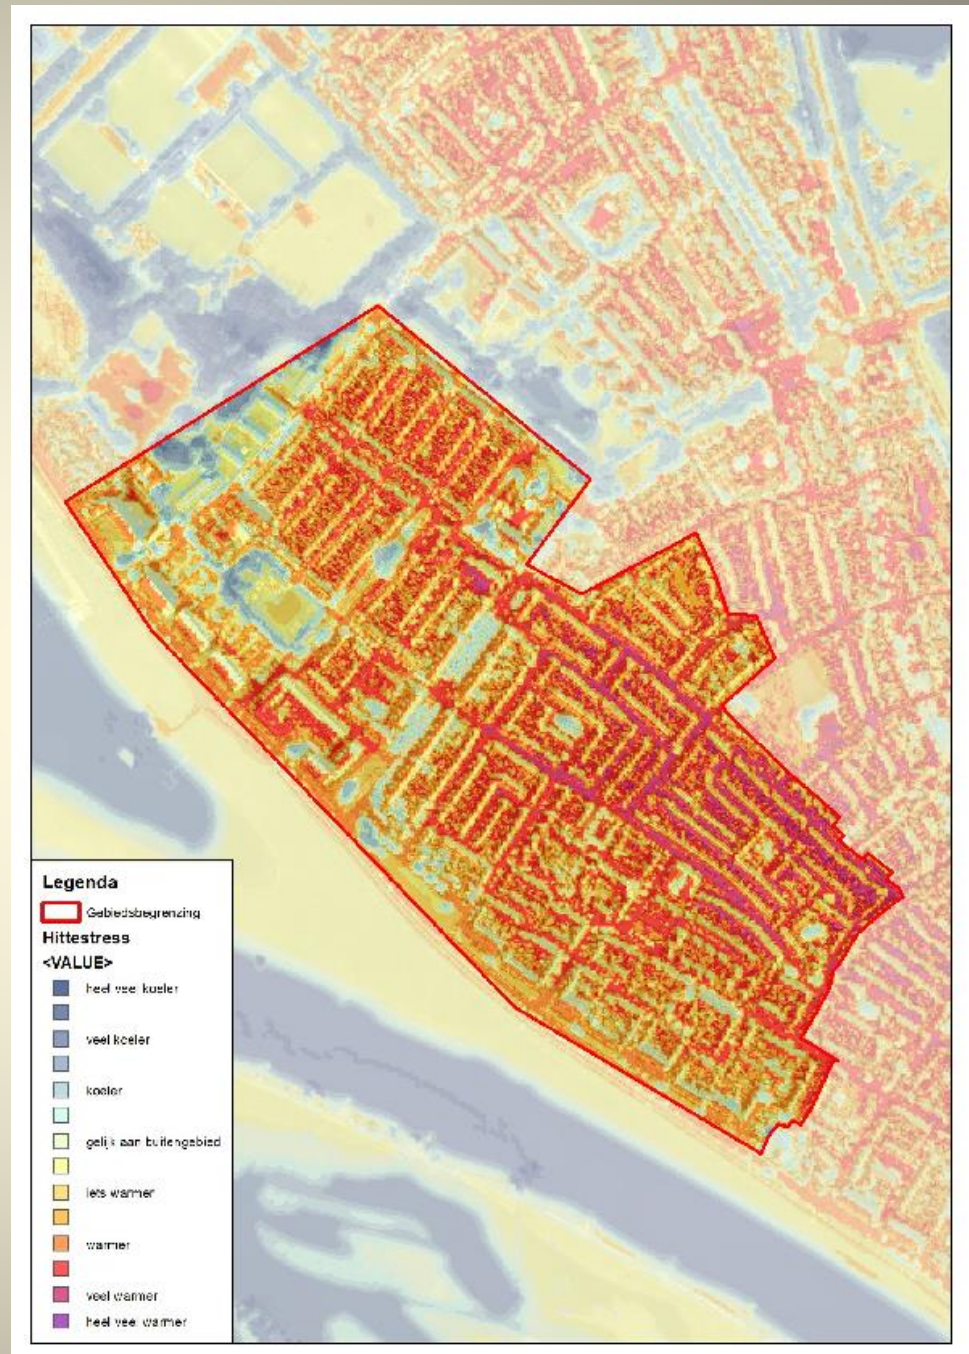 Legenda
Gebiedsbegrenzing
Hittestress
<VALUE>
heel veel koeler
veel koeler
koeler
gelijk aan buitengebied
iets warmer
warmer
veel warmer
heel veel warmer